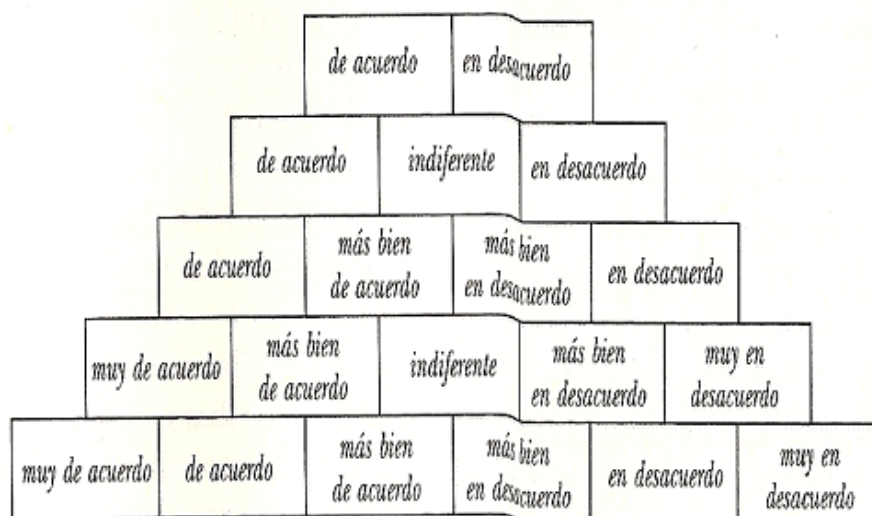 de acuerdo en desacuerdo
de acuerdo indiferente en desacuerdo
de acuerdo
más bien
de acuerdo
más bien
en desacuerdo
en desacuerdo
muy de acuerdo
más bien
de acuerdo
indiferente
más bien
en desacuerdo
muy en
desacuerdo
muy de acuerdo
de acuerdo
más bien
de acuerdo
más bien
en desacuerdo
en desacuerdo
muy en
desacuerdo